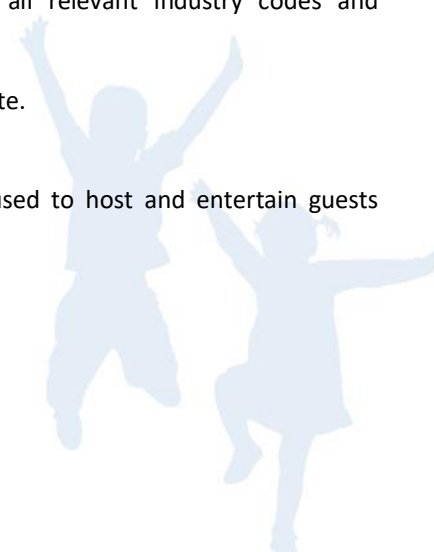 all relevant industry codes and
te.
used to host and entertain guests